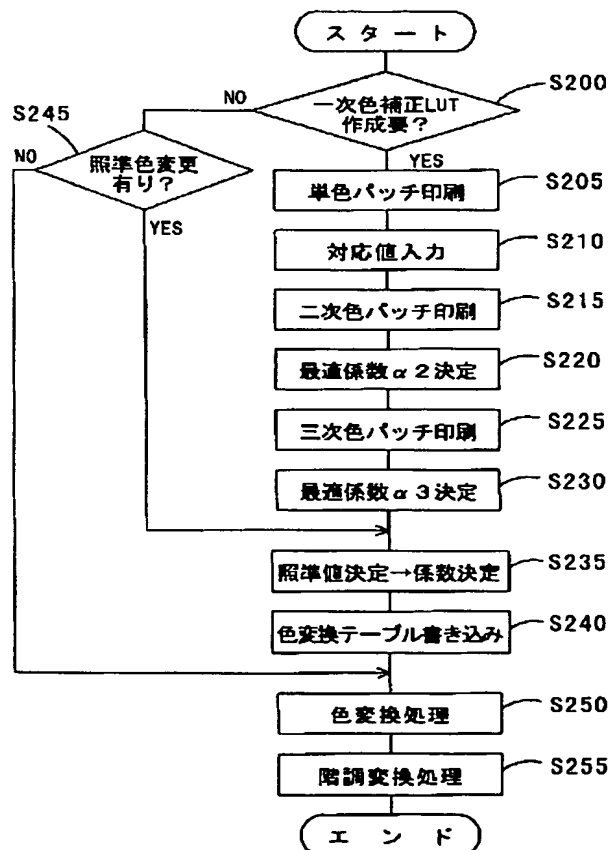 スタート
S200
一次色補正LUT
作成要?
NO
YES
S245
照準色変更
有り?
NO
YES
S205
単色パッチ印刷
S210
対応値入力
S215
二次色パッチ印刷
S220
最適係数α2決定
S225
三次色パッチ印刷
S230
最適係数α3決定
S235
照準値決定→係数決定
S240
色変換テーブル書き込み
S250
色変換処理
S255
階調変換処理
エンド